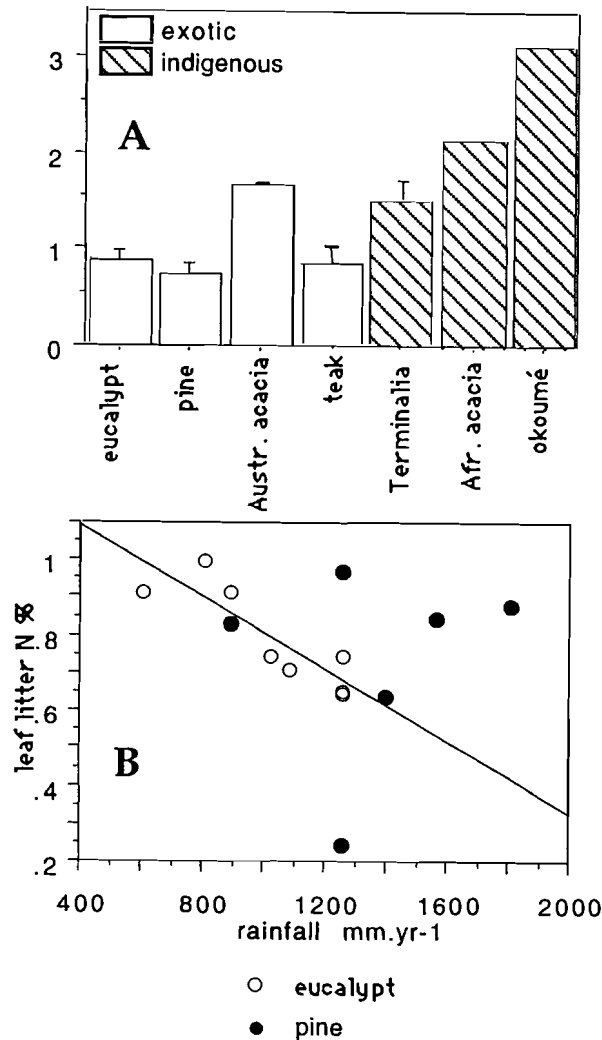 exotic
indigenous
A
3
2
1
0
eucalypt
pine
Austr. acacia
teak
Terminalia
Afr. acacia
okoumé
B
leaf litter N %
1
.8
.6
.4
.2
400 800 1200 1600 2000
rainfall mm.yr-1
eucalypt
pine